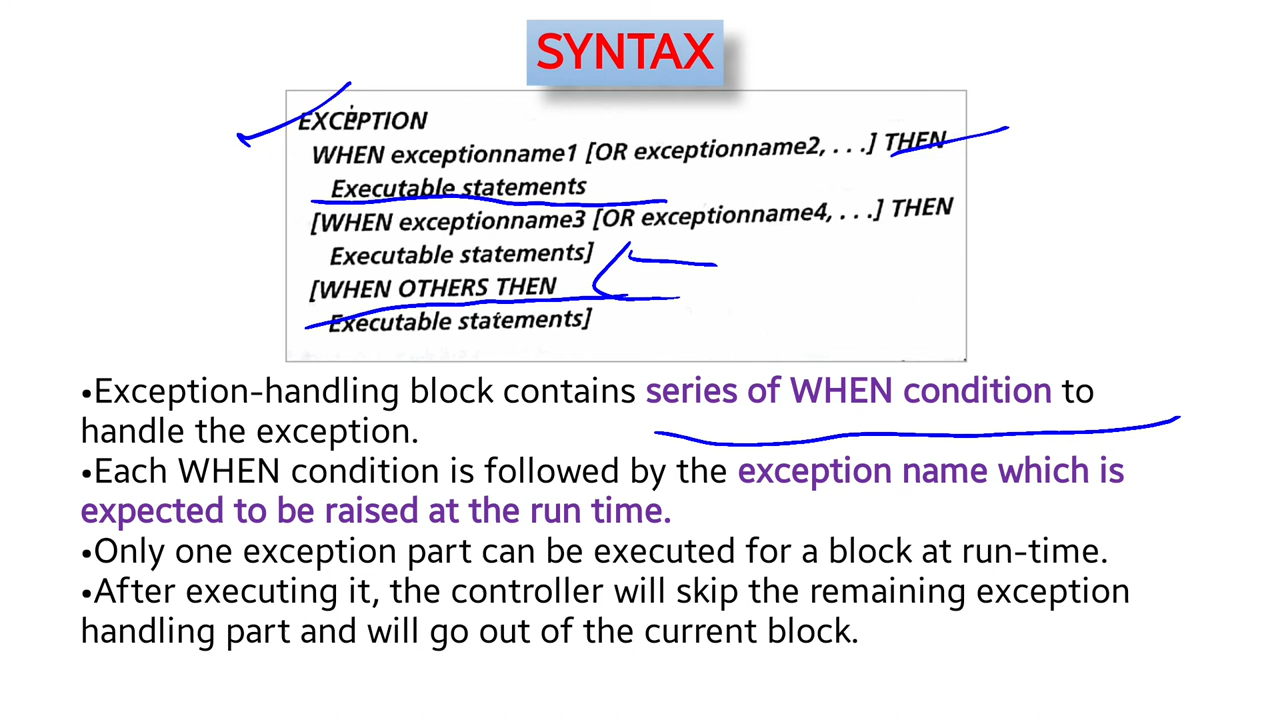 SYNTAX
EXCEPTION
WHEN exceptionname1 [OR exceptionname2, . . .] THEN
Executable statements
[WHEN exceptionname3 [OR exceptionname4, . . .] THEN
Executable statements]
[WHEN OTHERS THEN
Executable statements]
•Exception-handling block contains series of WHEN condition to
handle the exception.
•Each WHEN condition is followed by the exception name which is
expected to be raised at the run time.
•Only one exception part can be executed for a block at run-time.
•After executing it, the controller will skip the remaining exception
handling part and will go out of the current block.